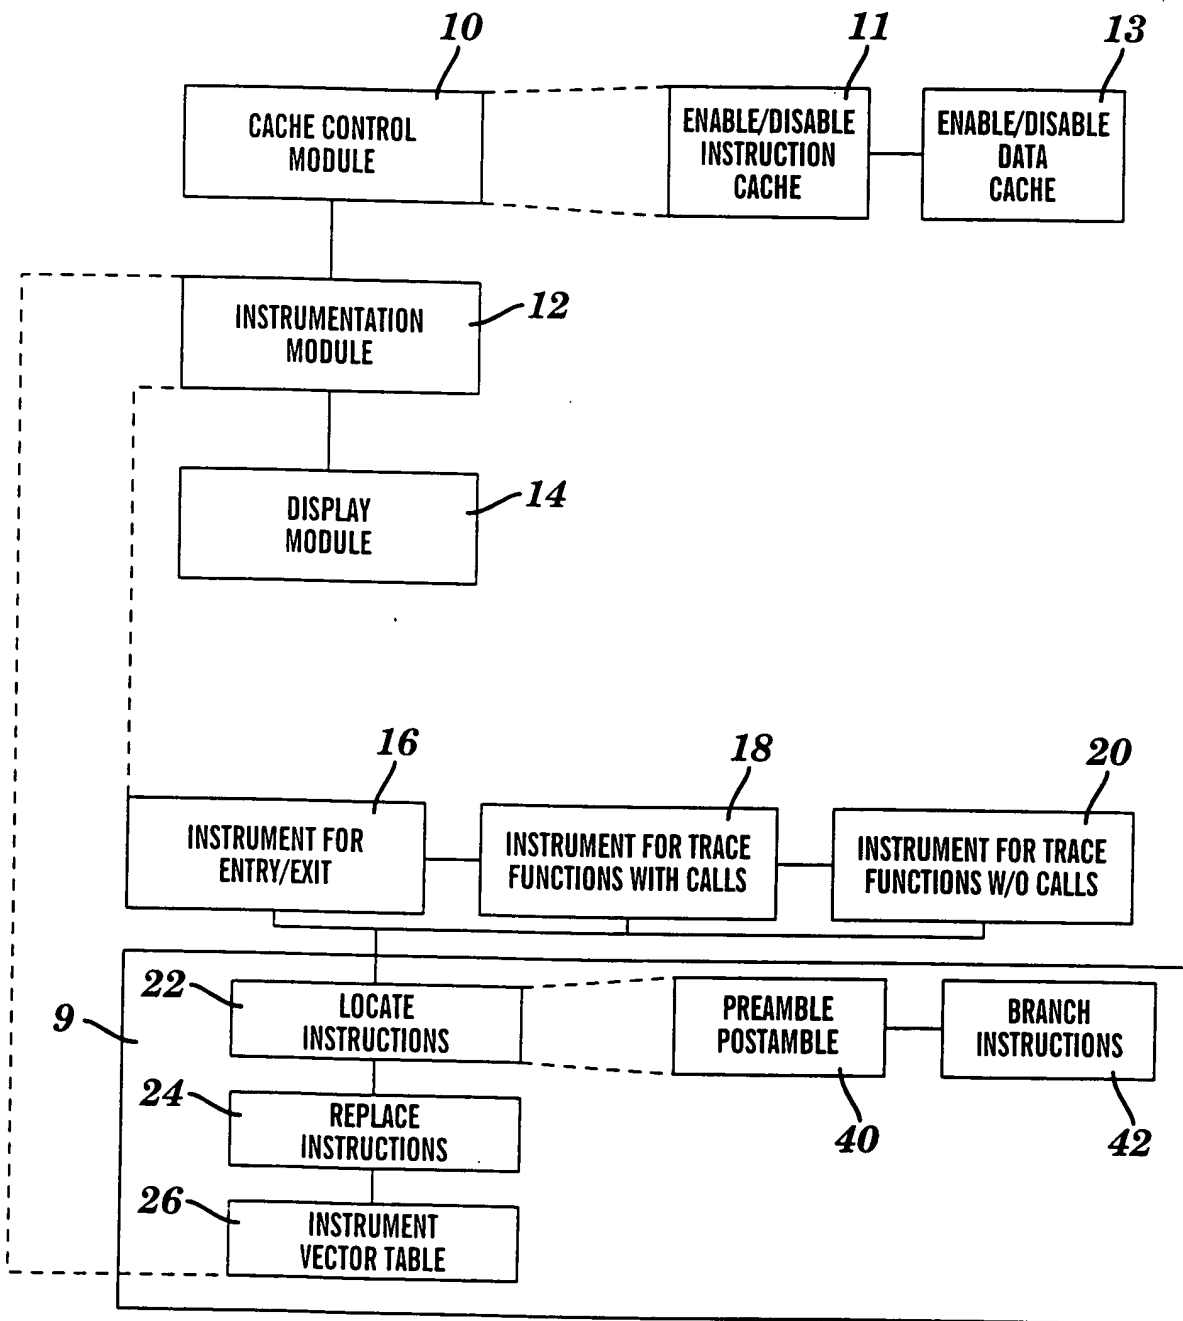 10
11
13
CACHE CONTROL
MODULE
ENABLE/DISABLE
INSTRUCTION
CACHE
ENABLE/DISABLE
DATA
CACHE
INSTRUMENTATION
MODULE
12
DISPLAY
MODULE
14
16
18
20
INSTRUMENT FOR
ENTRY/EXIT
INSTRUMENT FOR TRACE
FUNCTIONS WITH CALLS
INSTRUMENT FOR TRACE
FUNCTIONS W/O CALLS
9
22
LOCATE
INSTRUCTIONS
PREAMBLE
POSTAMBLE
BRANCH
INSTRUCTIONS
24
REPLACE
INSTRUCTIONS
40
42
26
INSTRUMENT
VECTOR TABLE